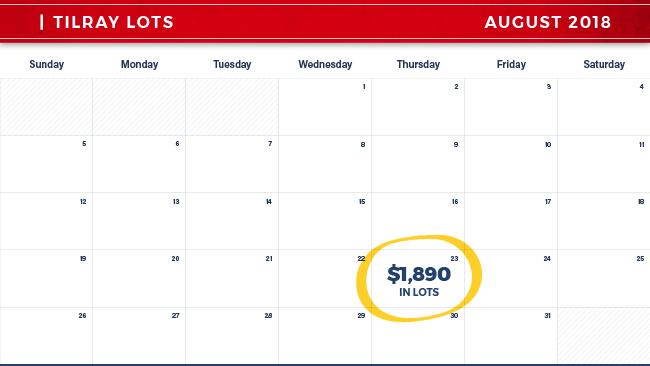 | TILRAY LOTS AUGUST 2018
Sunday Monday Tuesday Wednesday Thursday Friday Saturday
1 2 3 4
5 6 7 8 9 10 11
12 13 14 15 16 17 18
19 20 21 22 23 24 25
$1,890
IN LOTS
26 27 28 29 30 31